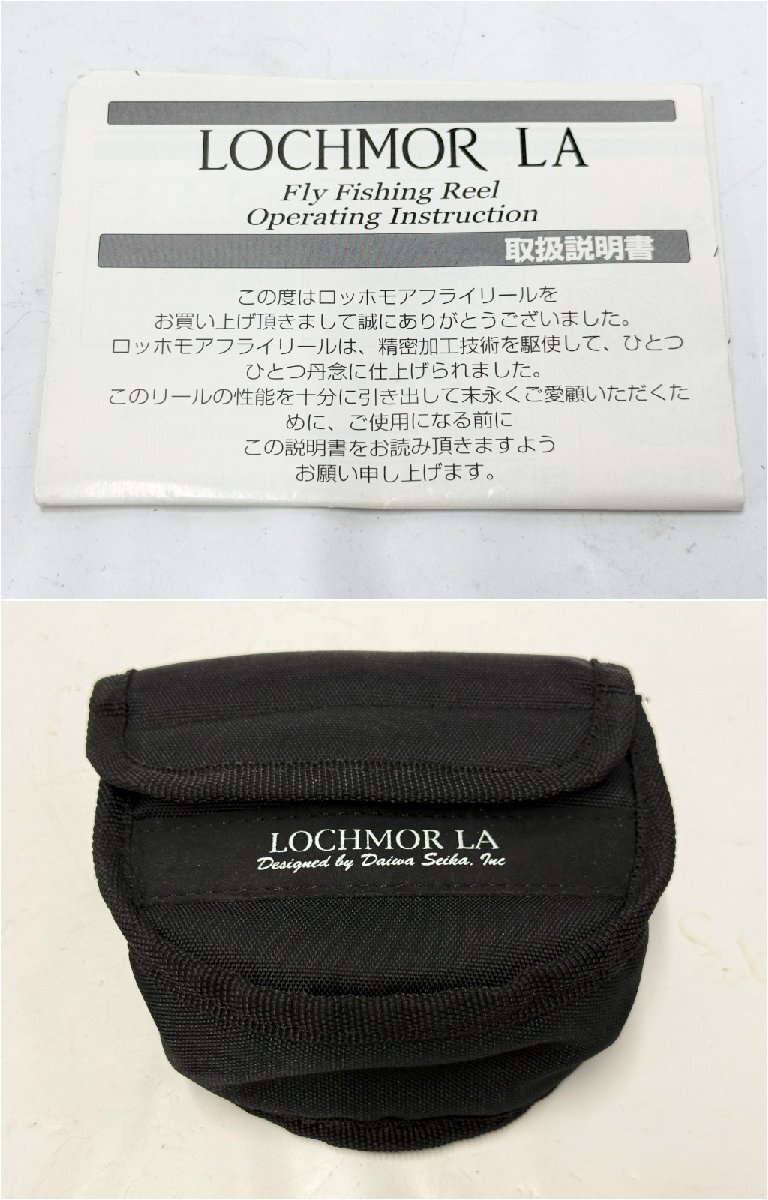 LOCHMOR LA
Fly Fishing Reel
Operating Instruction
取扱説明書
この度はロッホモアフライリールを
お買い上げ頂きまして誠にありがとうございました。
ロッホモアフライリールは、精密加工技術を駆使して、ひとつ
ひとつ丹念に仕上げられました。
このリールの性能を十分に引き出して末永くご愛顧いただくた
めに、ご使用になる前に
この説明書をお読み頂きますよう
お願い申し上げます。
LOCHMOR LA
Designed by Daiwa Seika, Inc